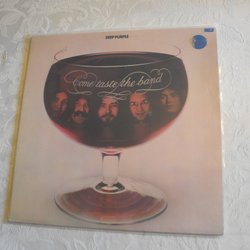 DEEP PURPLE
Come taste the band